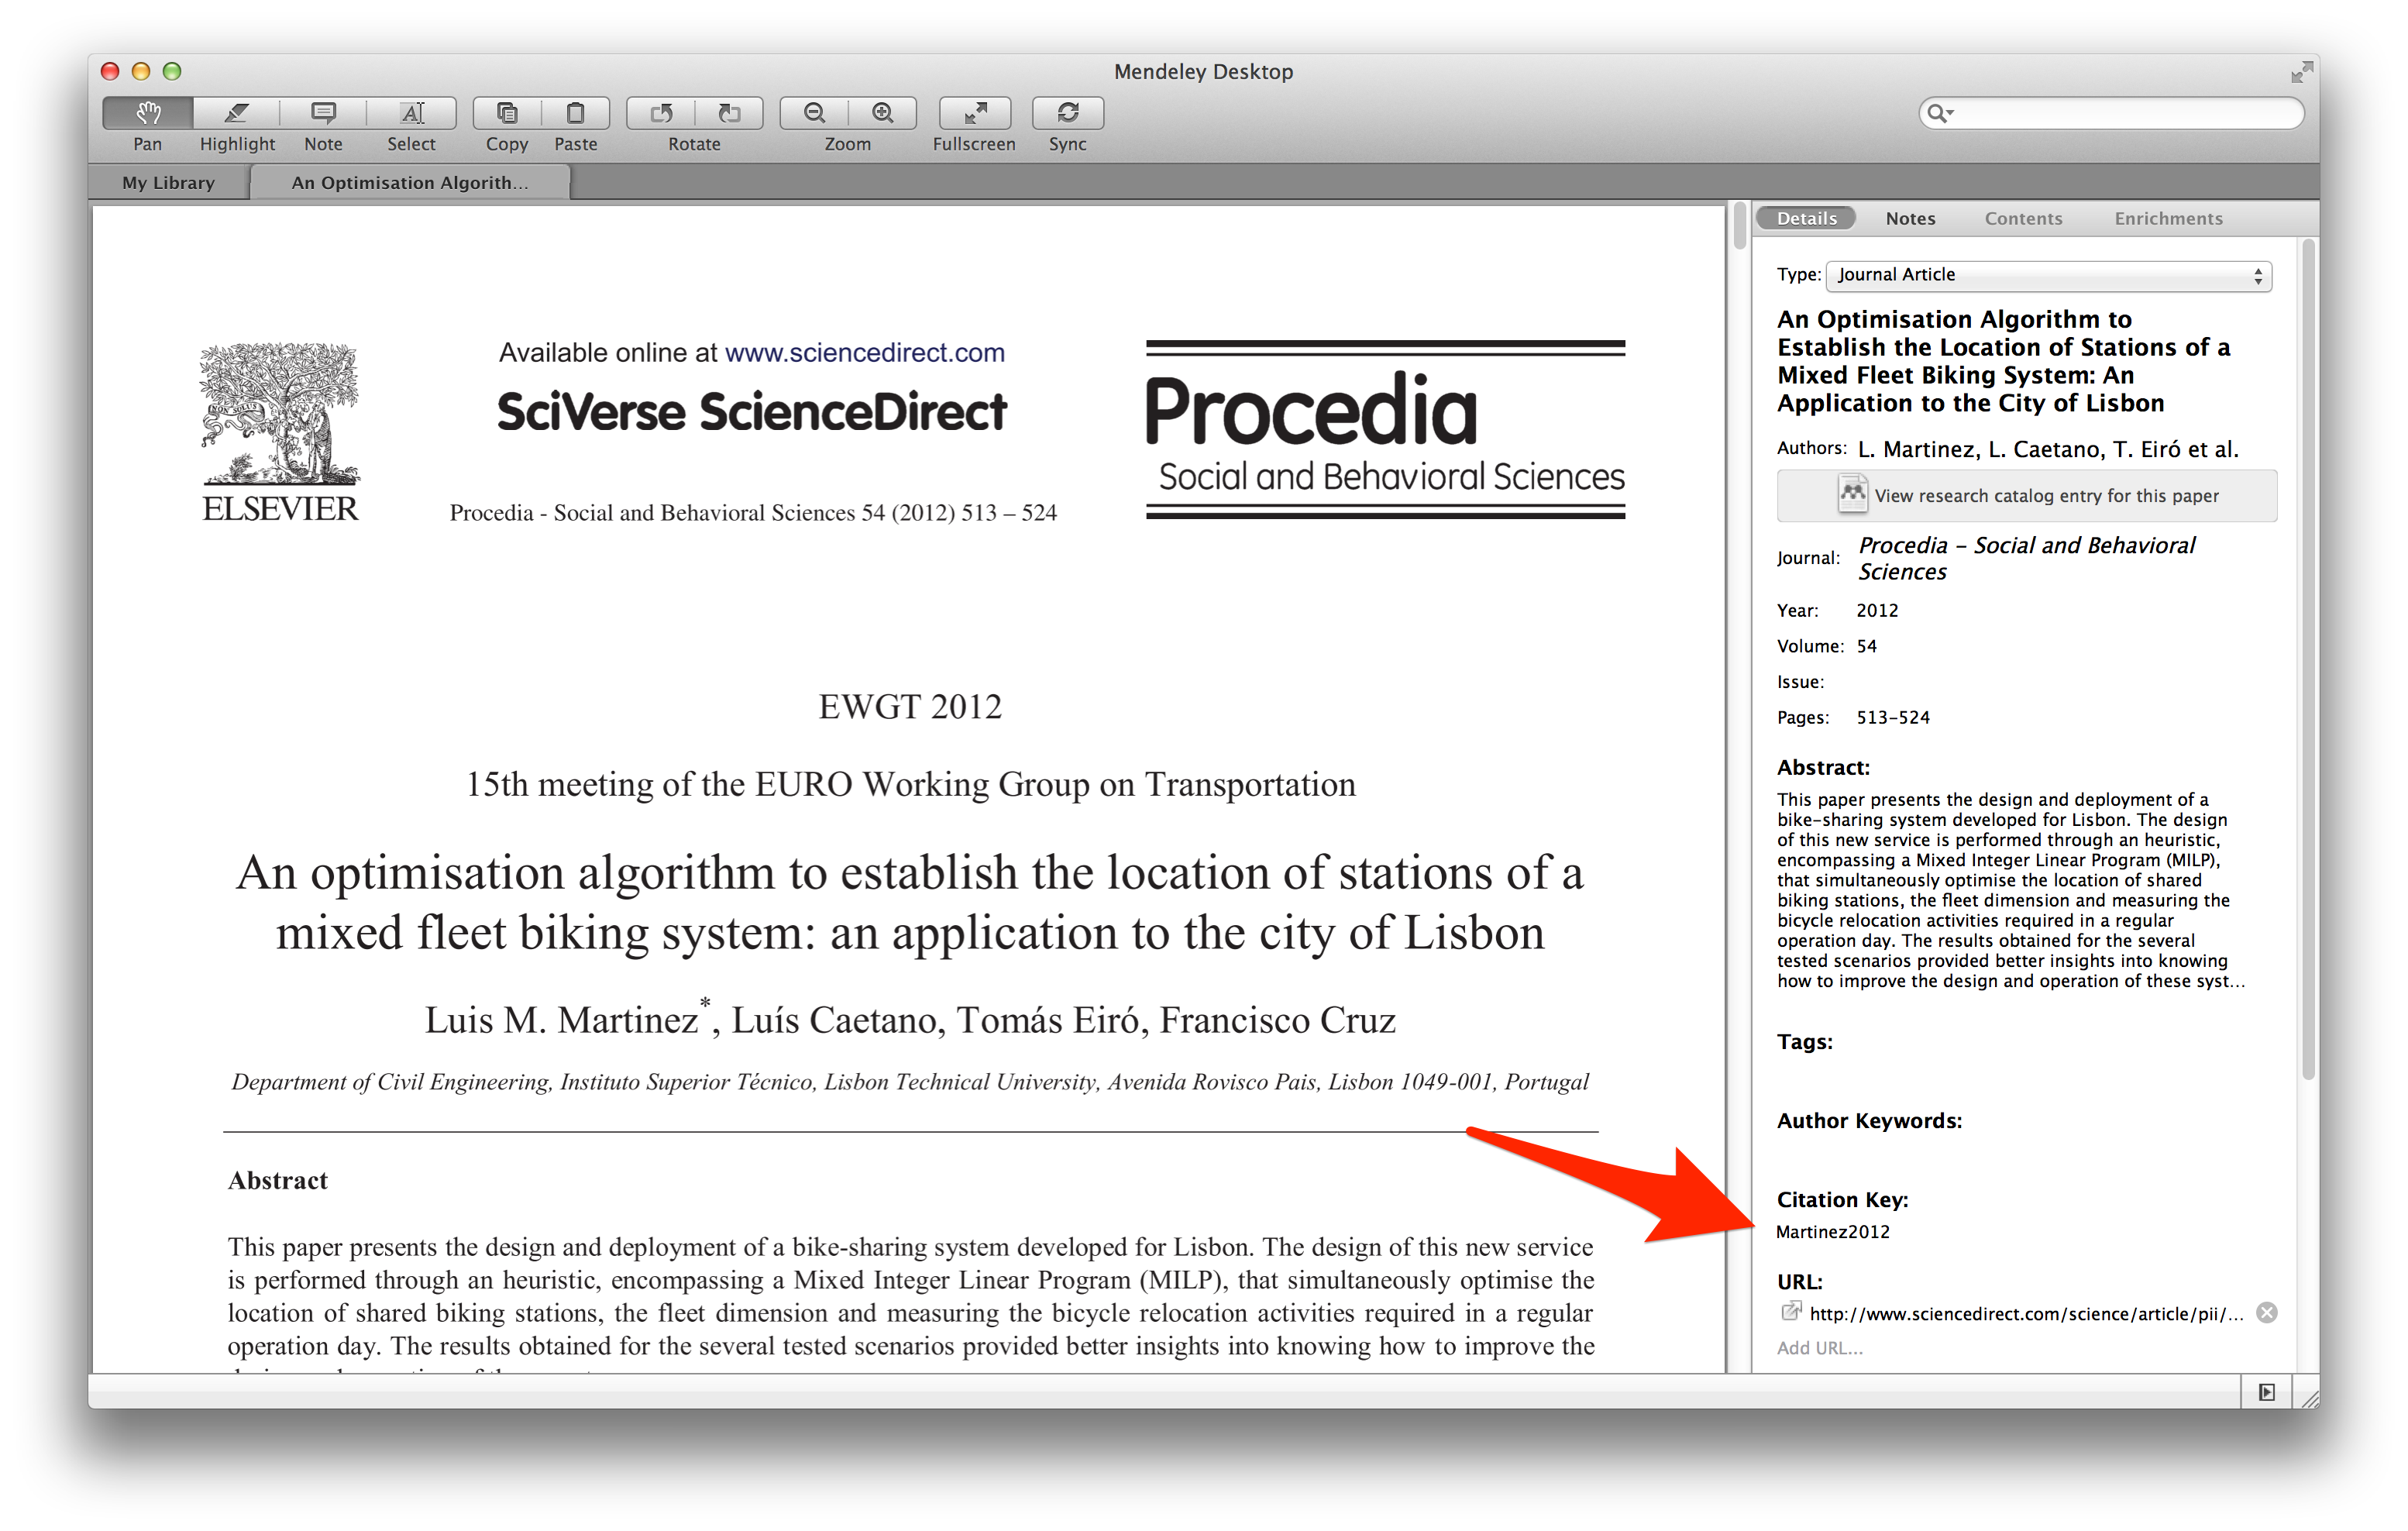 Mendeley Desktop
Pan Highlight Note Select Copy Paste Rotate Zoom Fullscreen Sync
My Library An Optimisation Algorith...
NON SOLUS
ELSEVIER
Available online at www.sciencedirect.com
SciVerse ScienceDirect
Procedia - Social and Behavioral Sciences 54 (2012) 513 – 524
Procedia
Social and Behavioral Sciences
EWGT 2012
15th meeting of the EURO Working Group on Transportation
An optimisation algorithm to establish the location of stations of a
mixed fleet biking system: an application to the city of Lisbon
Luis M. Martinez*, Luís Caetano, Tomás Eiró, Francisco Cruz
Department of Civil Engineering, Instituto Superior Técnico, Lisbon Technical University, Avenida Rovisco Pais, Lisbon 1049-001, Portugal
Abstract
This paper presents the design and deployment of a bike-sharing system developed for Lisbon. The design of this new service
is performed through an heuristic, encompassing a Mixed Integer Linear Program (MILP), that simultaneously optimise the
location of shared biking stations, the fleet dimension and measuring the bicycle relocation activities required in a regular
operation day. The results obtained for the several tested scenarios provided better insights into knowing how to improve the
Details Notes Contents Enrichments
Type: Journal Article
An Optimisation Algorithm to
Establish the Location of Stations of a
Mixed Fleet Biking System: An
Application to the City of Lisbon
Authors: L. Martinez, L. Caetano, T. Eiró et al.
View research catalog entry for this paper
Journal: Procedia - Social and Behavioral
Sciences
Year: 2012
Volume: 54
Issue:
Pages: 513-524
Abstract:
This paper presents the design and deployment of a
bike-sharing system developed for Lisbon. The design
of this new service is performed through an heuristic,
encompassing a Mixed Integer Linear Program (MILP),
that simultaneously optimise the location of shared
biking stations, the fleet dimension and measuring the
bicycle relocation activities required in a regular
operation day. The results obtained for the several
tested scenarios provided better insights into knowing
how to improve the design and operation of these syst...
Tags:
Author Keywords:
Citation Key:
Martinez2012
URL:
http://www.sciencedirect.com/science/article/pii/...
Add URL...